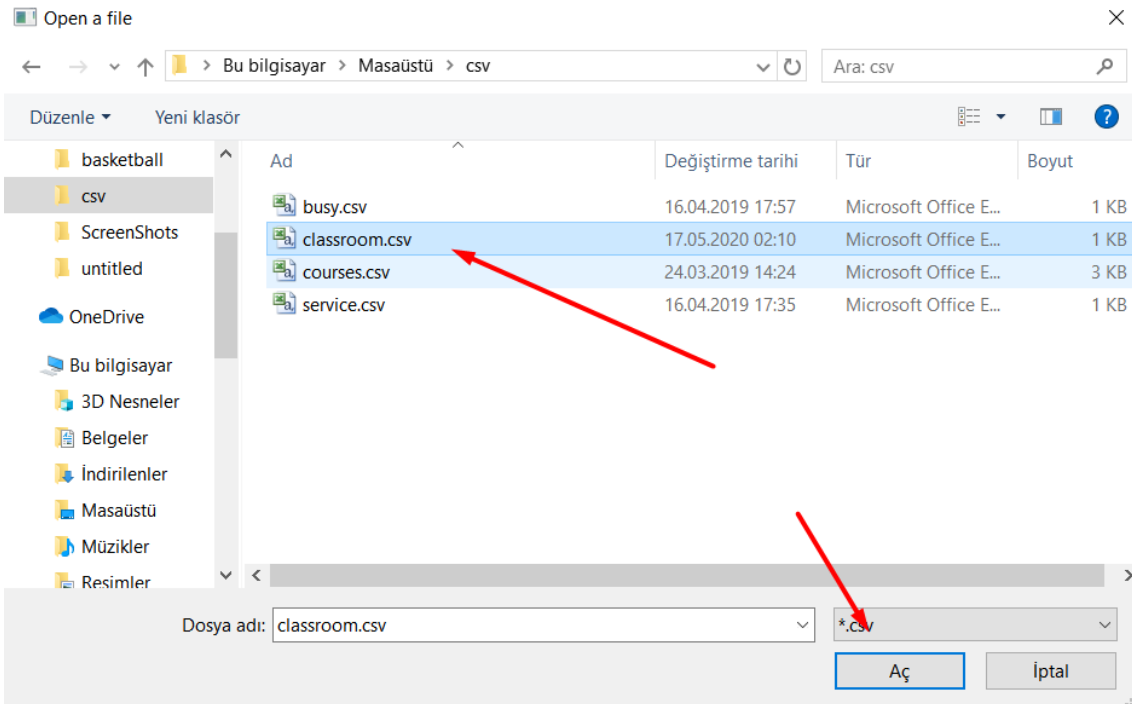 Open a file
Bu bilgisayar > Masaüstü > csv
Ara: csv
Düzenle Yeni klasör
basketball
csv
ScreenShots
untitled
OneDrive
Bu bilgisayar
3D Nesneler
Belgeler
İndirilenler
Masaüstü
Müzikler
Resimler
Ad Değiştirme tarihi Tür Boyut
busy.csv 16.04.2019 17:57 Microsoft Office E... 1 KB
classroom.csv 17.05.2020 02:10 Microsoft Office E... 1 KB
courses.csv 24.03.2019 14:24 Microsoft Office E... 3 KB
service.csv 16.04.2019 17:35 Microsoft Office E... 1 KB
Dosya adı: classroom.csv *.csv
Aç İptal